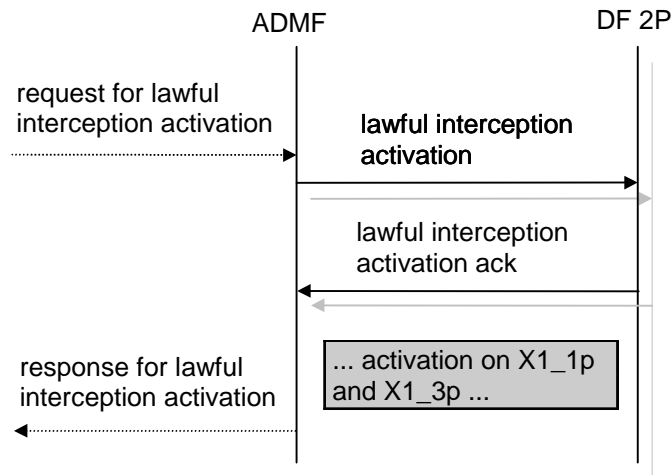 ADMF
DF 2P
request for lawful
interception activation
lawful interception
activation
lawful interception
activation ack
... activation on X1_1p
and X1_3p ...
response for lawful
interception activation